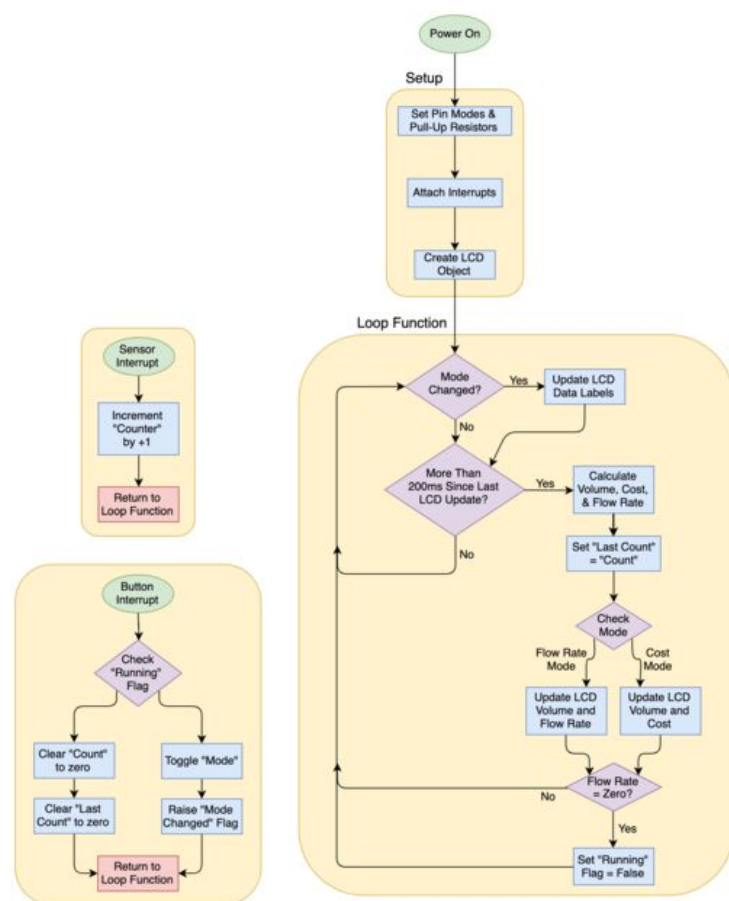 Power On
Setup
Set Pin Modes &
Pull-Up Resistors
Attach Interrupts
Create LCD
Object
Loop Function
Mode
Changed?
Yes
Update LCD
Data Labels
No
More Than
200ms Since Last
LCD Update?
Yes
Calculate
Volume, Cost,
& Flow Rate
No
Set "Last Count"
= "Count"
Check
Mode
Flow Rate
Mode
Cost
Mode
Update LCD
Volume and
Flow Rate
Update LCD
Volume and
Cost
Flow Rate
= Zero?
No
Yes
Set "Running"
Flag = False
Sensor
Interrupt
Increment
"Counter"
by +1
Return to
Loop Function
Button
Interrupt
Check
"Running"
Flag
Clear "Count"
to zero
Clear "Last
Count" to zero
Toggle "Mode"
Raise "Mode
Changed" Flag
Return to
Loop Function